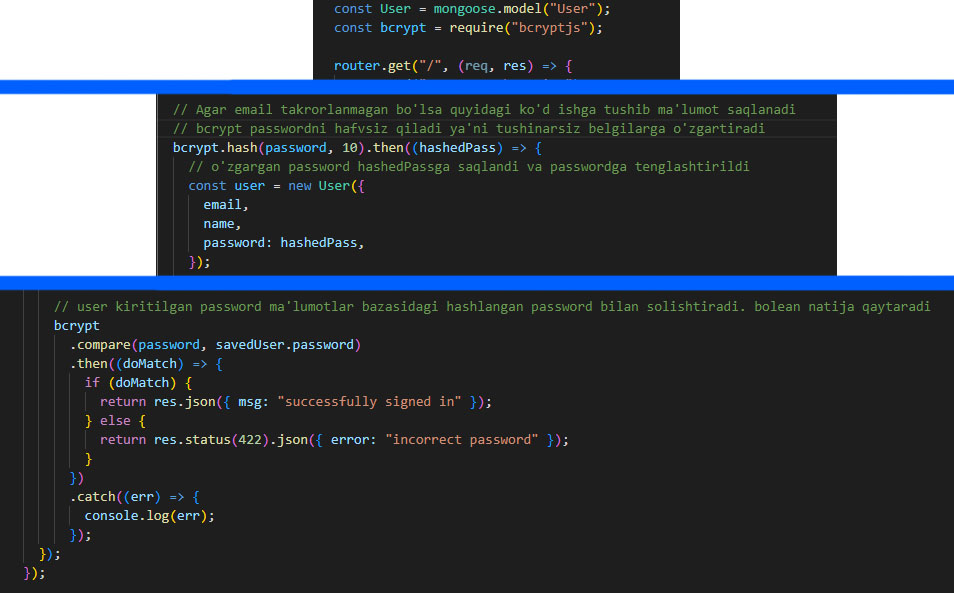 const User = mongoose.model("User");
const bcrypt = require("bcryptjs");
router.get("/", (req, res) => {
// Agar email takrorlanmagan bo'lsa quyidagi ko'd ishga tushib ma'lumot saqlanadi
// bcrypt passwordni hafvsiz qiladi ya'ni tushinarsiz belgilarga o'zgartiradi
bcrypt.hash(password, 10).then((hashedPass) => {
// o'zgargan password hashedPassga saqlandi va passwordga tenglashtirildi
const user = new User({
email,
name,
password: hashedPass,
});
// user kiritilgan password ma'lumotlar bazasidagi hashlangan password bilan solishtiradi. bolean natija qaytaradi
bcrypt
.compare(password, savedUser.password)
.then((doMatch) => {
if (doMatch) {
return res.json({ msg: "successfully signed in" });
} else {
return res.status(422).json({ error: "incorrect password" });
}
})
.catch((err) => {
console.log(err);
});
});
});